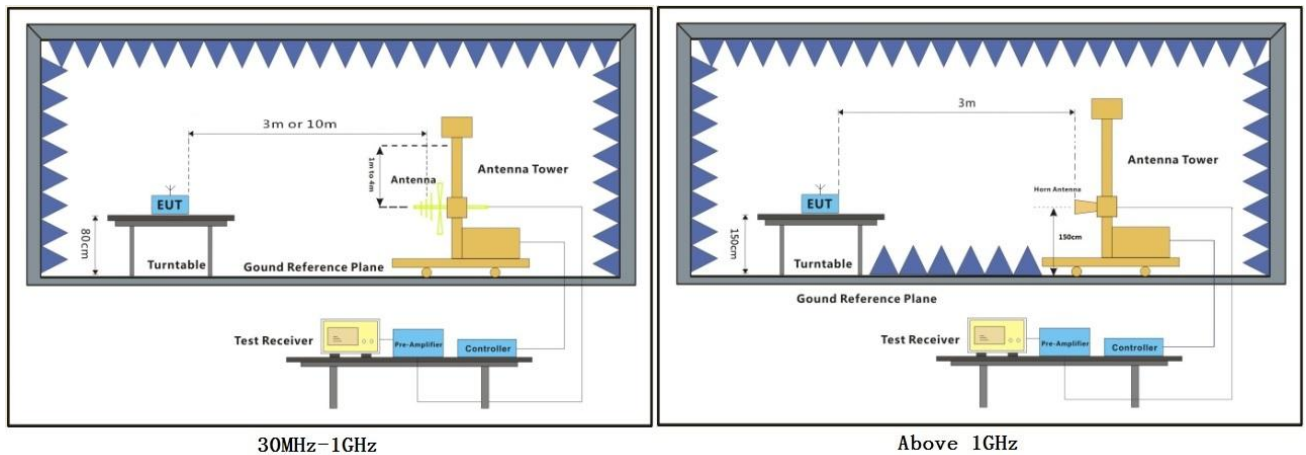 3m or 10m
1m to 4m
Antenna
Antenna Tower
EUT
80cm
Turntable
Gound Reference Plane
Test Receiver
Pre-Amplifier
Controller
30MHz-1GHz
3m
Antenna Tower
Horn Antenna
EUT
150cm
150cm
Turntable
Gound Reference Plane
Test Receiver
Pre-Amplifier
Controller
Above 1GHz